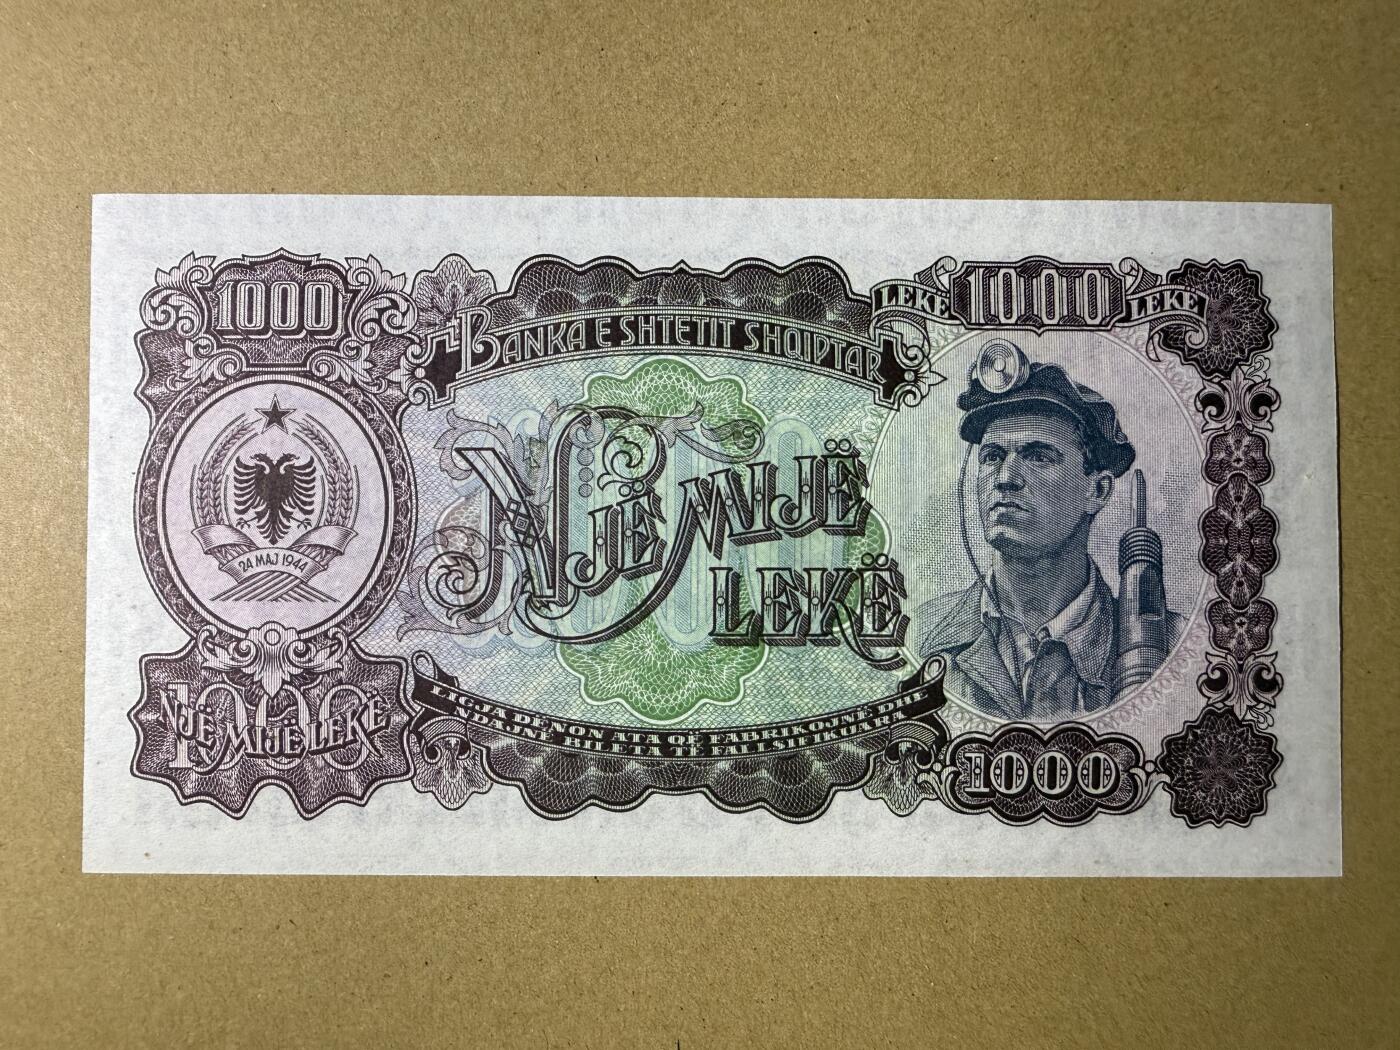 1000
24 MAJ 1944
1000
NJË MIJË LEKË
BANKA E SHTETIT SHQIPTAR
NJË MIJË
LEKË
LIGJA DËNON ATA QË FABRIKOJNË DHE
NDAJNË BILETA TË FALLSIFIKUARA
LEKË 1000 LEKË
1000